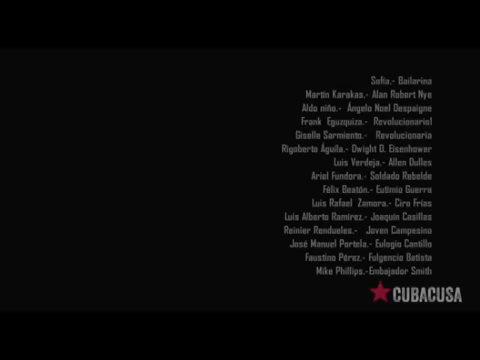 Sofía.- Bailarina
Martín Karakas.- Alan Robert Nye
Aldo niño.- Ángelo Noel Despaigne
Frank Eguzquiza.- Revolucionario1
Giselle Sarmiento.- Revolucionaria
Rigoberto Águila.- Dwight D. Eisenhower
Luis Verdeja.- Allen Dulles
Ariel Fundora.- Soldado Rebelde
Félix Beatón.- Eutimio Guerra
Luis Rafael Zamora.- Ciro Frías
Luis Alberto Ramírez.- Joaquín Casillas
Reinier Rendueles.- Joven Campesino
José Manuel Portela.- Eulogio Cantillo
Faustino Pérez.- Fulgencio Batista
Mike Phillips.-Embajador Smith
CUBACUSA